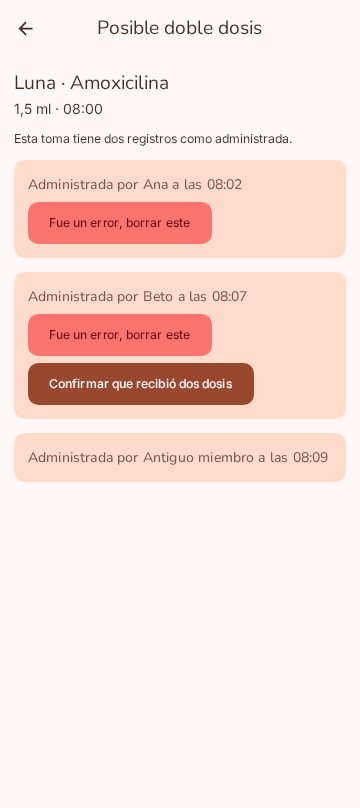 Posible doble dosis
Luna · Amoxicilina
1,5 ml · 08:00
Esta toma tiene dos registros como administrada.
Administrada por Ana a las 08:02
Fue un error, borrar este
Administrada por Beto a las 08:07
Fue un error, borrar este
Confirmar que recibió dos dosis
Administrada por Antiguo miembro a las 08:09